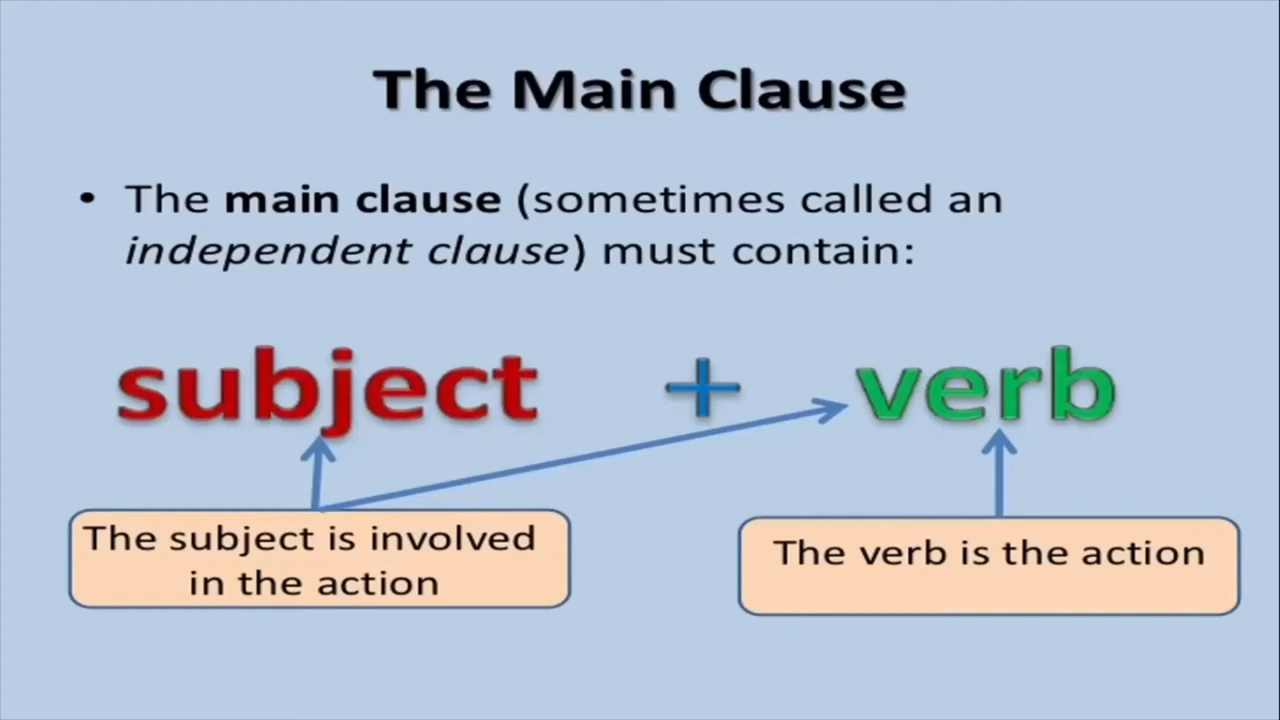 The Main Clause
• The main clause (sometimes called an
independent clause) must contain:
subject + verb
The subject is involved
in the action
The verb is the action